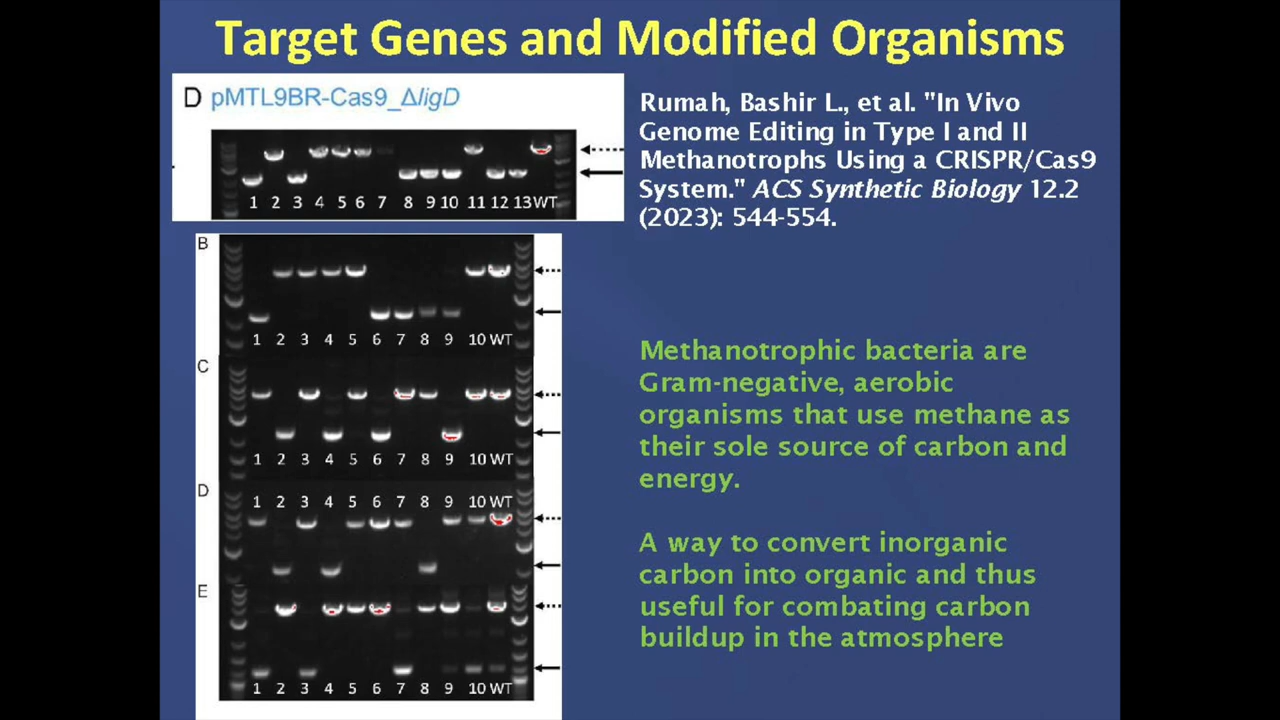 Target Genes and Modified Organisms
D pMTL9BR-Cas9_ΔligD
1 2 3 4 5 6 7 8 9 10 11 12 13 WT
Rumah, Bashir L., et al. "In Vivo
Genome Editing in Type I and II
Methanotrophs Using a CRISPR/Cas9
System." ACS Synthetic Biology 12.2
(2023): 544-554.
B
1 2 3 4 5 6 7 8 9 10 WT
C
1 2 3 4 5 6 7 8 9 10 WT
D
1 2 3 4 5 6 7 8 9 10 WT
E
1 2 3 4 5 6 7 8 9 10 WT
Methanotrophic bacteria are
Gram-negative, aerobic
organisms that use methane as
their sole source of carbon and
energy.
A way to convert inorganic
carbon into organic and thus
useful for combating carbon
buildup in the atmosphere